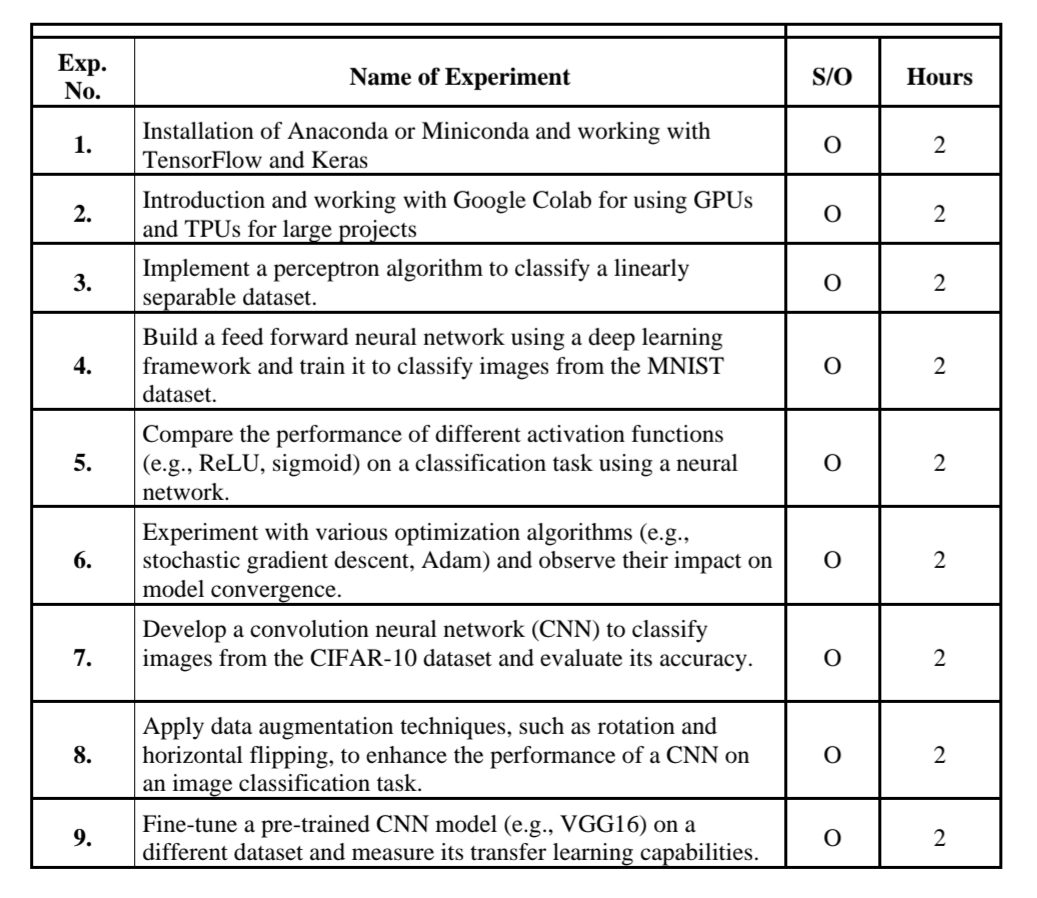 Exp.
No.
Name of Experiment
S/O
Hours
1.
Installation of Anaconda or Miniconda and working with
TensorFlow and Keras
O
2
2.
Introduction and working with Google Colab for using GPUs
and TPUs for large projects
O
2
3.
Implement a perceptron algorithm to classify a linearly
separable dataset.
O
2
4.
Build a feed forward neural network using a deep learning
framework and train it to classify images from the MNIST
dataset.
O
2
5.
Compare the performance of different activation functions
(e.g., ReLU, sigmoid) on a classification task using a neural
network.
O
2
6.
Experiment with various optimization algorithms (e.g.,
stochastic gradient descent, Adam) and observe their impact on
model convergence.
O
2
7.
Develop a convolution neural network (CNN) to classify
images from the CIFAR-10 dataset and evaluate its accuracy.
O
2
8.
Apply data augmentation techniques, such as rotation and
horizontal flipping, to enhance the performance of a CNN on
an image classification task.
O
2
9.
Fine-tune a pre-trained CNN model (e.g., VGG16) on a
different dataset and measure its transfer learning capabilities.
O
2